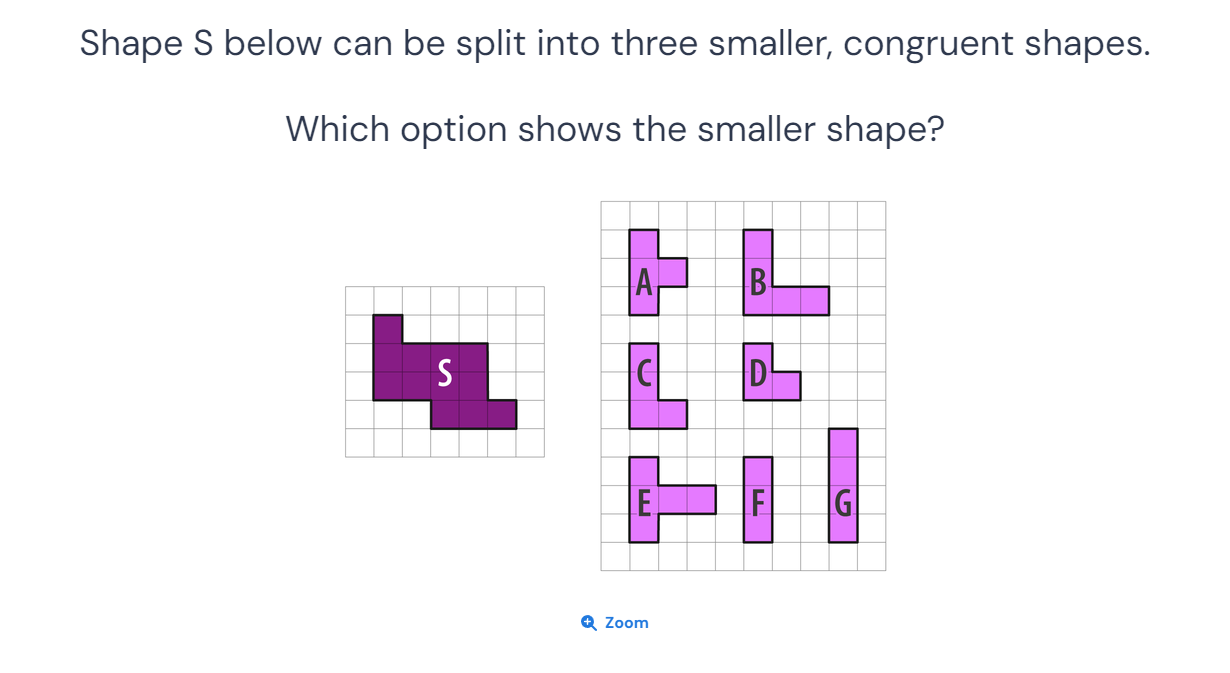 Shape S below can be split into three smaller, congruent shapes.
Which option shows the smaller shape?
S
A
B
C
D
E
F
G
Zoom